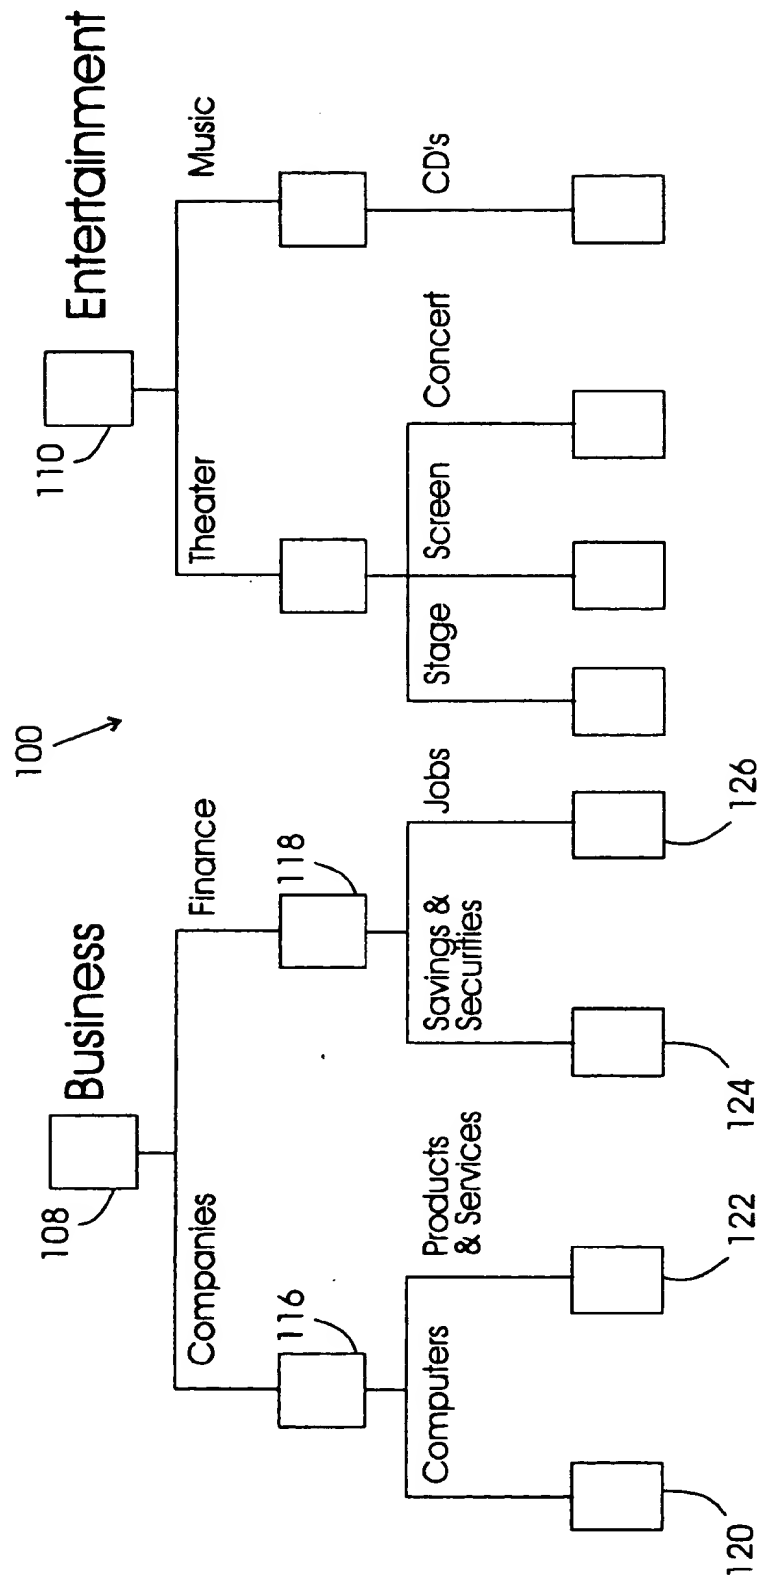 100
Business
108
Entertainment
110
Companies
Finance
Theater
Music
116
118
Computers
Products
& Services
Savings &
Securities
Jobs
Stage
Screen
Concert
CD's
120
122
124
126